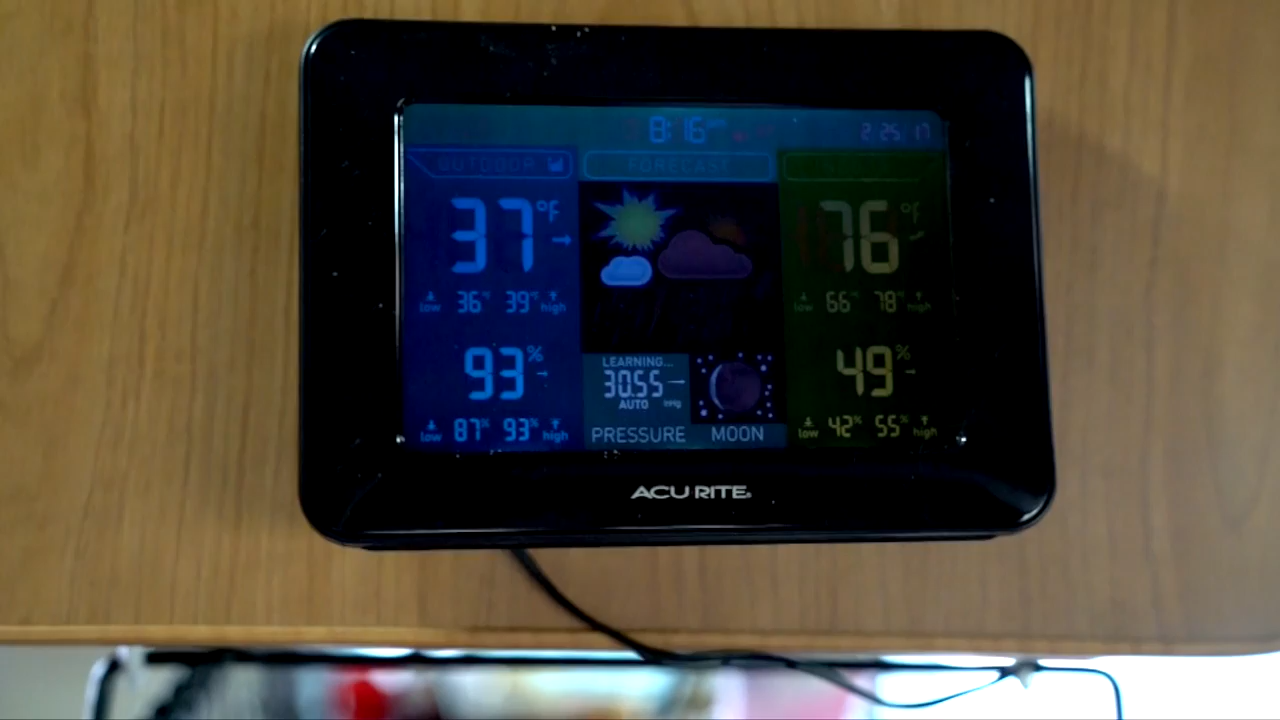 8:16
2/25/17
OUTDOOR
FORECAST
37°F
76°F
low 36° 39°F high
low 66° 78° high
93%
LEARNING...
30.55
AUTO inHg
49%
low 87% 93% high
PRESSURE MOON
low 42% 55% high
ACURITE